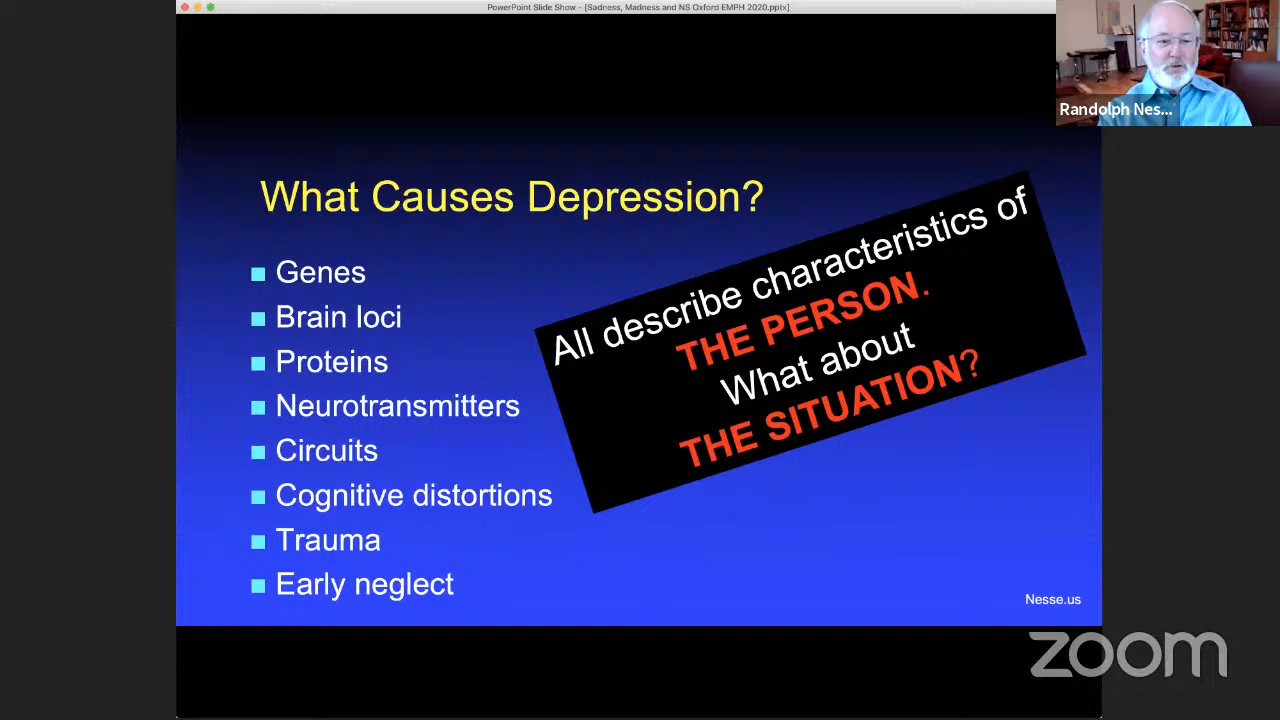 PowerPoint Slide Show - [Sadness, Madness and NS Oxford EMPH 2020.pptx]
Randolph Nes...
What Causes Depression?
All describe characteristics of
THE PERSON.
What about
THE SITUATION?
Genes
Brain loci
Proteins
Neurotransmitters
Circuits
Cognitive distortions
Trauma
Early neglect
Nesse.us
zoom